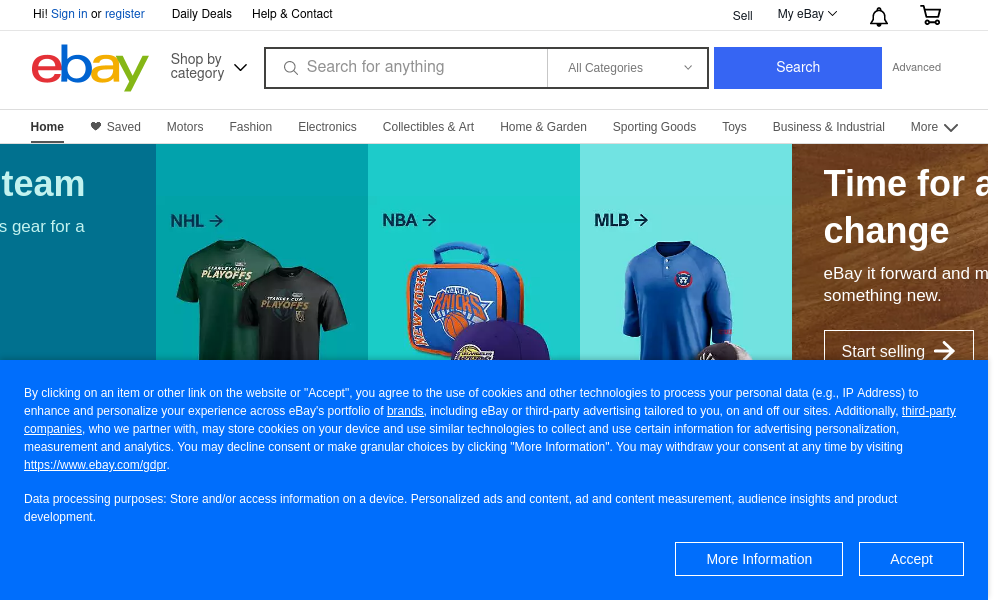 Hi! Sign in or register
Daily Deals
Help & Contact
Sell
My eBay
ebay
Shop by
category
Search for anything
All Categories
Search
Advanced
Home
Saved
Motors
Fashion
Electronics
Collectibles & Art
Home & Garden
Sporting Goods
Toys
Business & Industrial
More
team
s gear for a
NHL
STANLEY CUP
PLAYOFFS
STANLEY CUP
PLAYOFFS
NBA
NEW YORK
KNICKS
MLB
Time for a
change
eBay it forward and m
something new.
Start selling
By clicking on an item or other link on the website or "Accept", you agree to the use of cookies and other technologies to process your personal data (e.g., IP Address) to
enhance and personalize your experience across eBay's portfolio of brands, including eBay or third-party advertising tailored to you, on and off our sites. Additionally, third-party
companies, who we partner with, may store cookies on your device and use similar technologies to collect and use certain information for advertising personalization,
measurement and analytics. You may decline consent or make granular choices by clicking "More Information". You may withdraw your consent at any time by visiting
https://www.ebay.com/gdpr.
Data processing purposes: Store and/or access information on a device. Personalized ads and content, ad and content measurement, audience insights and product
development.
More Information
Accept